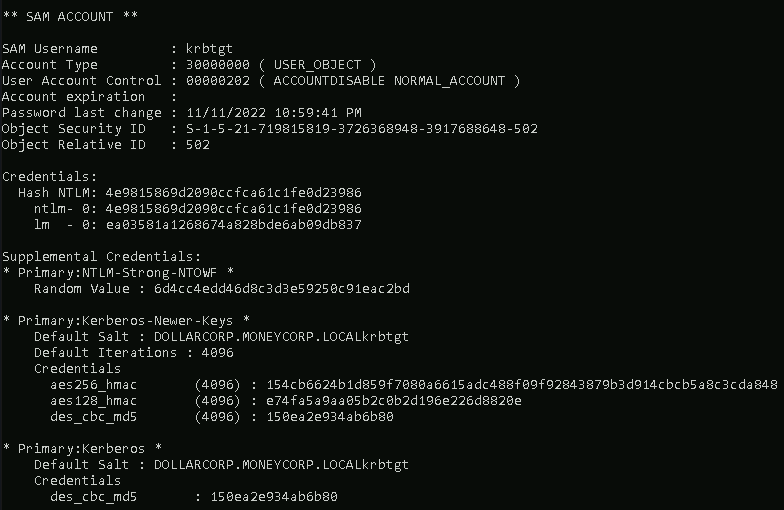 ** SAM ACCOUNT **
SAM Username : krbtgt
Account Type : 30000000 ( USER_OBJECT )
User Account Control : 00000202 ( ACCOUNTDISABLE NORMAL_ACCOUNT )
Account expiration :
Password last change : 11/11/2022 10:59:41 PM
Object Security ID : S-1-5-21-719815819-3726368948-3917688648-502
Object Relative ID : 502
Credentials:
Hash NTLM: 4e9815869d2090ccfca61c1fe0d23986
ntlm- 0: 4e9815869d2090ccfca61c1fe0d23986
lm - 0: ea03581a1268674a828bde6ab09db837
Supplemental Credentials:
* Primary:NTLM-Strong-NTOWF *
Random Value : 6d4cc4edd46d8c3d3e59250c91eac2bd
* Primary:Kerberos-Newer-Keys *
Default Salt : DOLLARCORP.MONEYCORP.LOCALkrbtgt
Default Iterations : 4096
Credentials
aes256_hmac (4096) : 154cb6624b1d859f7080a6615adc488f09f92843879b3d914cbcb5a8c3cda848
aes128_hmac (4096) : e74fa5a9aa05b2c0b2d196e226d8820e
des_cbc_md5 (4096) : 150ea2e934ab6b80
* Primary:Kerberos *
Default Salt : DOLLARCORP.MONEYCORP.LOCALkrbtgt
Credentials
des_cbc_md5 : 150ea2e934ab6b80